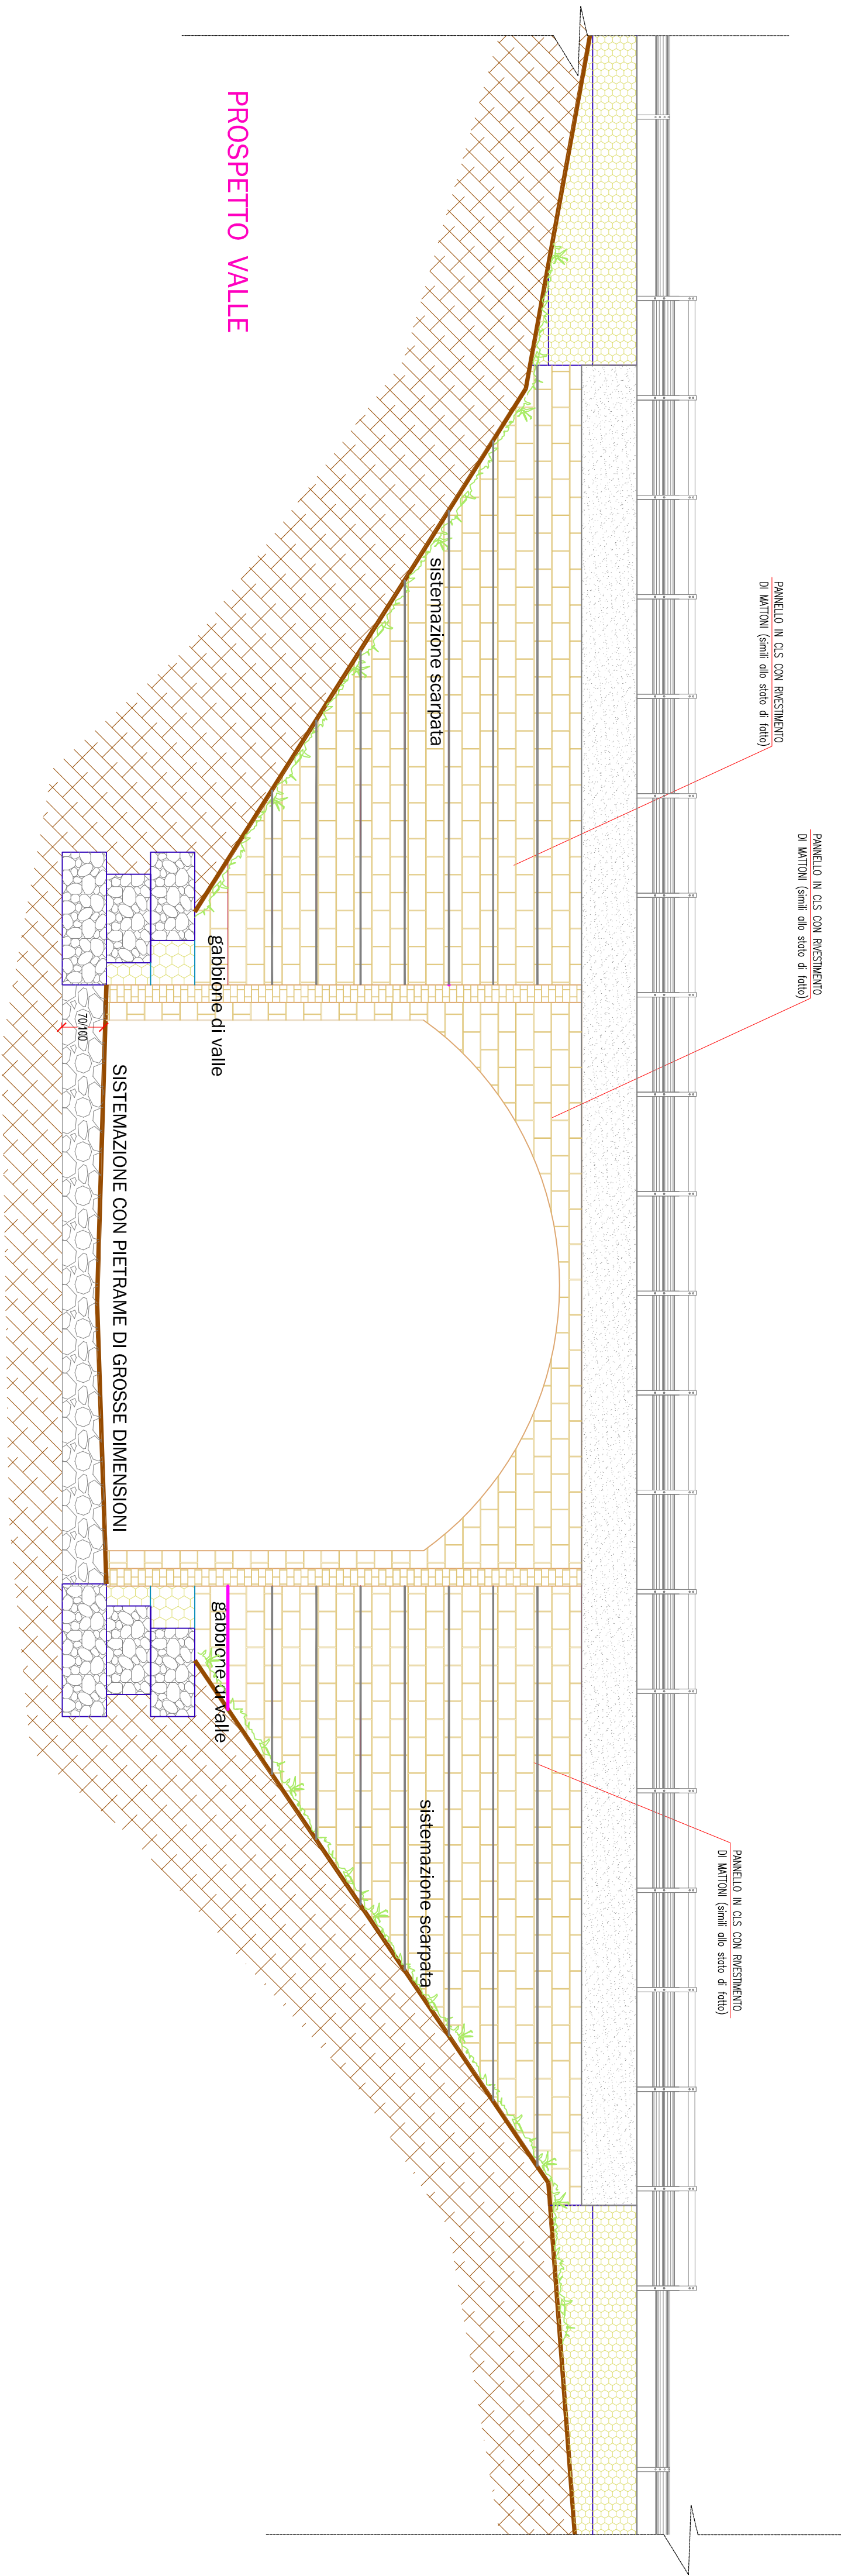 PANNELLO IN CLS CON RIVESTIMENTO
DI MATTONI (simili allo stato di fatto)
PANNELLO IN CLS CON RIVESTIMENTO
DI MATTONI (simili allo stato di fatto)
PANNELLO IN CLS CON RIVESTIMENTO
DI MATTONI (simili allo stato di fatto)
sistemazione scarpata
sistemazione scarpata
PROSPETTO VALLE
gabbione di valle
gabbione di valle
SISTEMAZIONE CON PIETRAME DI GROSSE DIMENSIONI
70/100